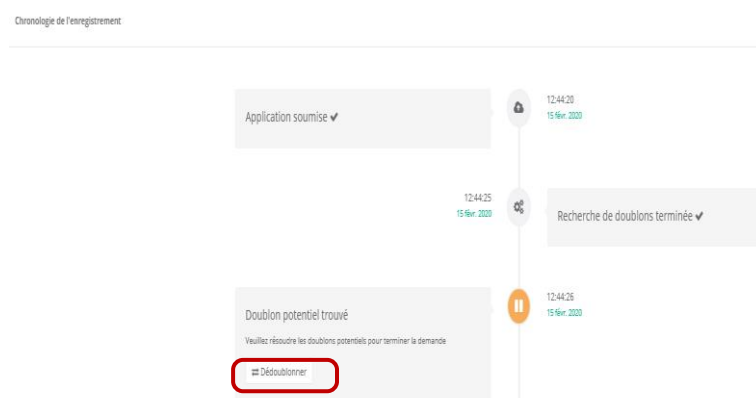 Chronologie de l'enregistrement
Application soumise ✔
12:44:20
15 févr. 2020
12:44:25
15 févr. 2020
Recherche de doublons terminée ✔
Doublon potentiel trouvé
12:44:26
15 févr. 2020
Veuillez résoudre les doublons potentiels pour terminer la demande
Dédoublonner